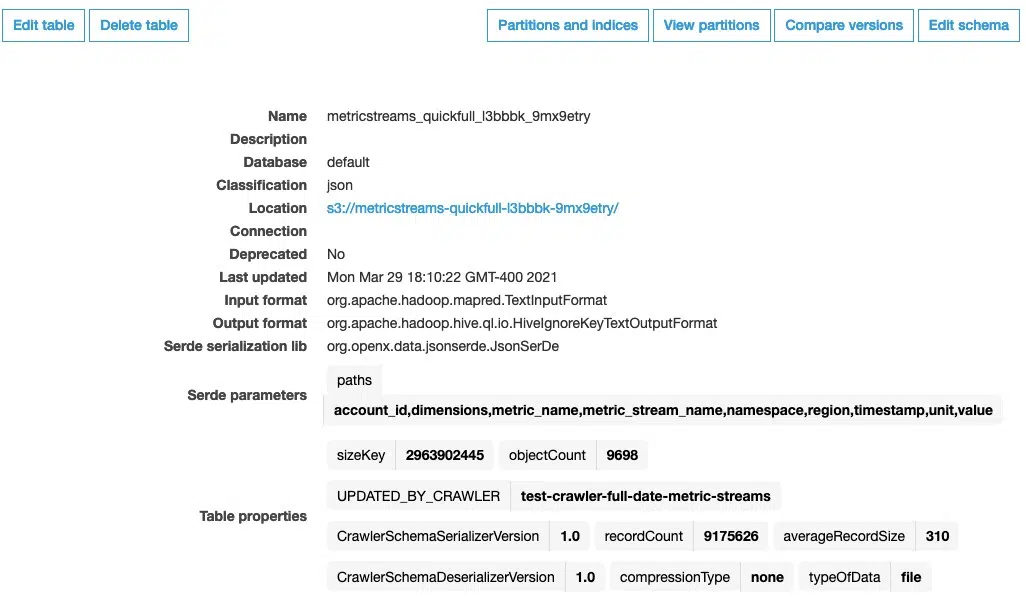 Edit table Delete table Partitions and indices View partitions Compare versions Edit schema
Name metricstreams_quickfull_l3bbbk_9mx9etry
Description
Database default
Classification json
Location s3://metricstreams-quickfull-l3bbbk-9mx9etry/
Connection
Deprecated No
Last updated Mon Mar 29 18:10:22 GMT-400 2021
Input format org.apache.hadoop.mapred.TextInputFormat
Output format org.apache.hadoop.hive.ql.io.HiveIgnoreKeyTextOutputFormat
Serde serialization lib org.openx.data.jsonserde.JsonSerDe
Serde parameters
paths
account_id,dimensions,metric_name,metric_stream_name,namespace,region,timestamp,unit,value
Table properties
sizeKey 2963902445 objectCount 9698
UPDATED_BY_CRAWLER test-crawler-full-date-metric-streams
CrawlerSchemaSerializerVersion 1.0 recordCount 9175626 averageRecordSize 310
CrawlerSchemaDeserializerVersion 1.0 compressionType none typeOfData file